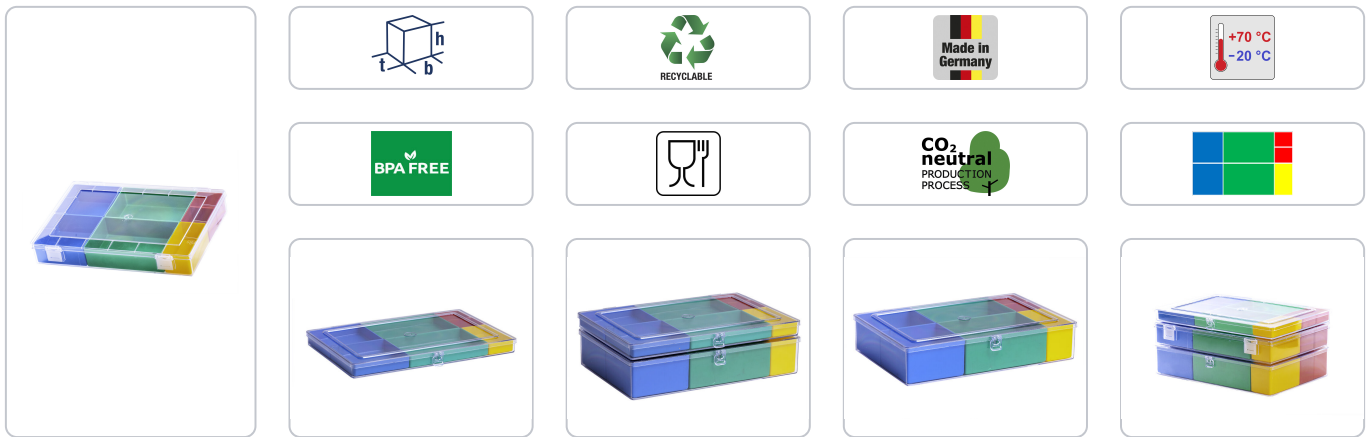 h
t
b
RECYCLABLE
Made in
Germany
+70 °C
−20 °C
BPA FREE
CO₂
neutral
PRODUCTION
PROCESS